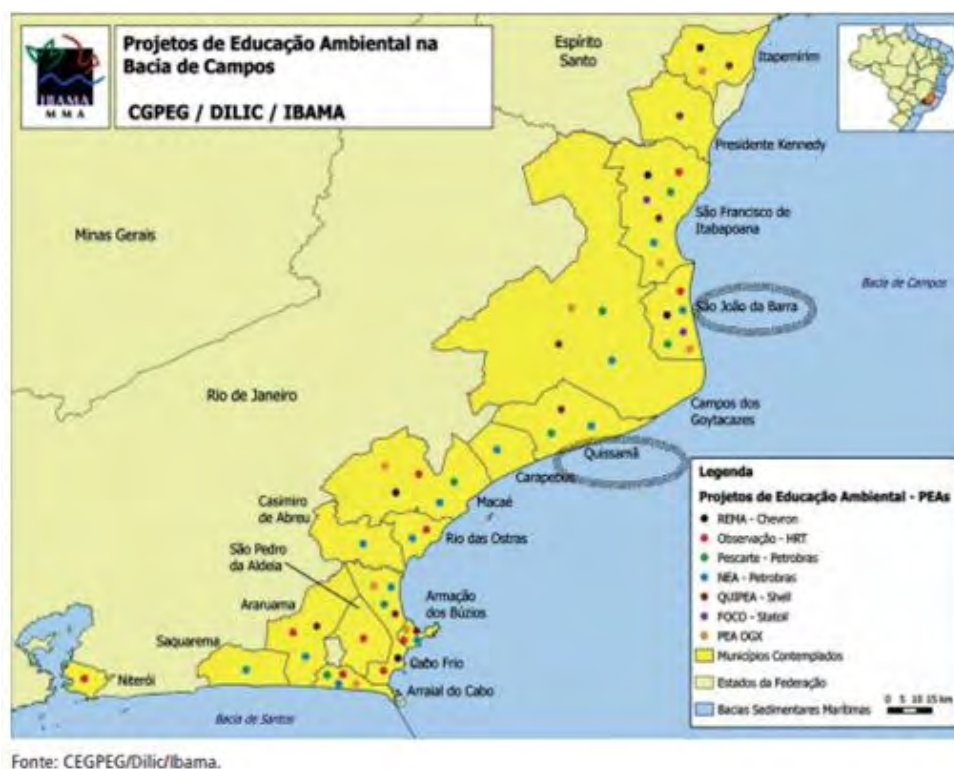 IBAMA
M M A
Projetos de Educação Ambiental na
Bacia de Campos
CGPEG / DILIC / IBAMA
Espírito
Santo
Itapemirim
Presidente Kennedy
Minas Gerais
São Francisco de
Itabapoana
Bacia de Campos
São João da Barra
Rio de Janeiro
Campos dos
Goytacazes
Quissamã
Carapebus
Macaé
Casimiro
de Abreu
Rio das Ostras
São Pedro
da Aldeia
Armação
dos Búzios
Araruama
Saquarema
Cabo Frio
Niterói
Arraial do Cabo
Bacia de Santos
Legenda
Projetos de Educação Ambiental - PEAs
REMA - Chevron
Observação - HRT
Pescarte - Petrobras
NEA - Petrobras
QUIPEA - Shell
FOCO - Statoil
PEA OGX
Municípios Contemplados
Estados da Federação
Bacias Sedimentares Marítimas
0 5 10 15 km
Fonte: CEGPEG/Dilic/Ibama.